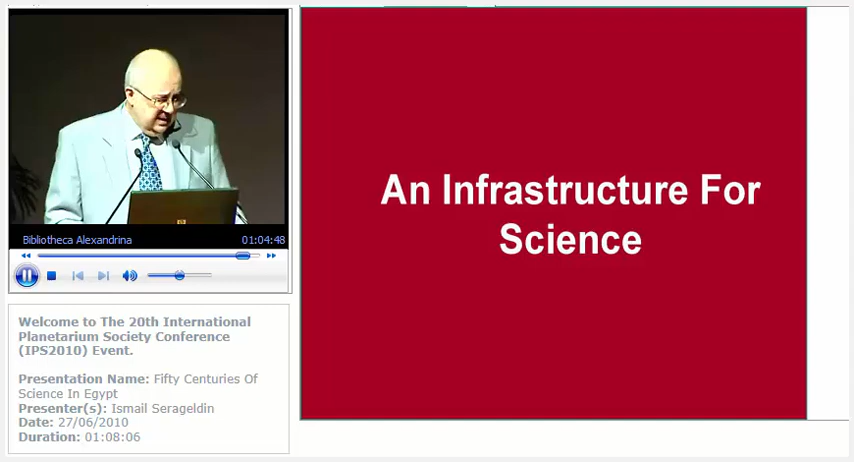 Bibliotheca Alexandrina 01:04:48
Welcome to The 20th International
Planetarium Society Conference
(IPS2010) Event.
Presentation Name: Fifty Centuries Of
Science In Egypt
Presenter(s): Ismail Serageldin
Date: 27/06/2010
Duration: 01:08:06
An Infrastructure For
Science